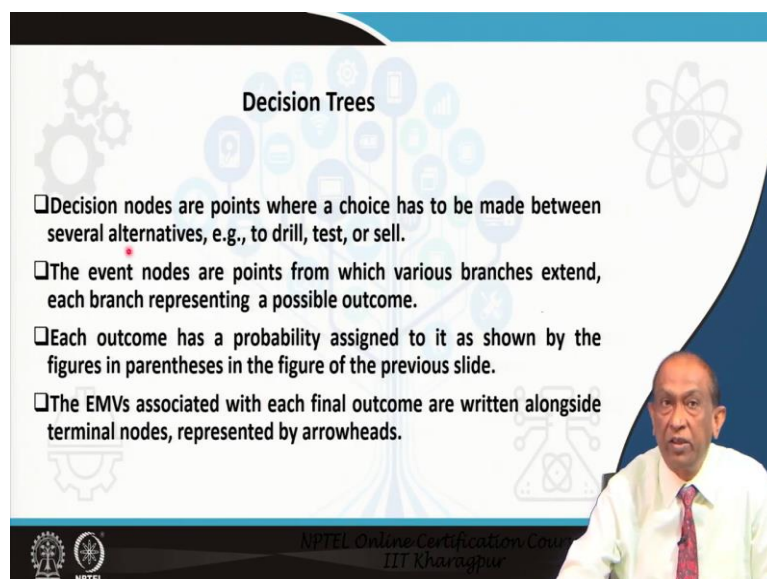 Decision Trees
❑Decision nodes are points where a choice has to be made between
several alternatives, e.g., to drill, test, or sell.
❑The event nodes are points from which various branches extend,
each branch representing a possible outcome.
❑Each outcome has a probability assigned to it as shown by the
figures in parentheses in the figure of the previous slide.
❑The EMVs associated with each final outcome are written alongside
terminal nodes, represented by arrowheads.
NPTEL Online Certification Cour
IIT Kharagpur
NPTEL